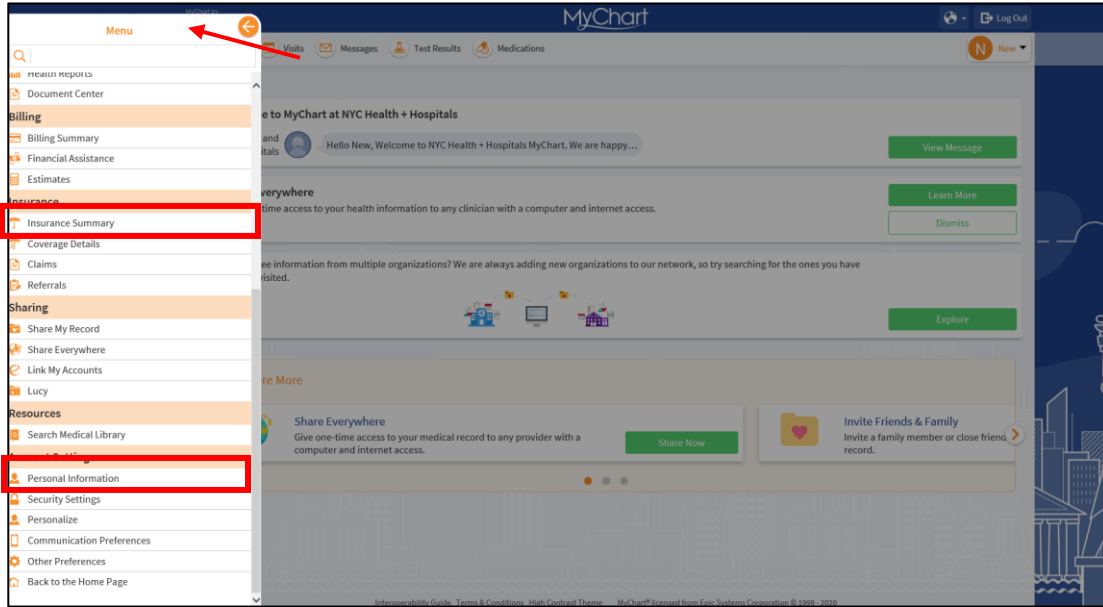 MyChart by
MyChart
Log Out
Menu
Visits
Messages
Test Results
Medications
N
New
Health Reports
Document Center
Billing
Billing Summary
Financial Assistance
Estimates
Insurance
Insurance Summary
Coverage Details
Claims
Referrals
Sharing
Share My Record
Share Everywhere
Link My Accounts
Lucy
Resources
Search Medical Library
Personal Information
Security Settings
Personalize
Communication Preferences
Other Preferences
Back to the Home Page
e to MyChart at NYC Health + Hospitals
and
itals
Hello New, Welcome to NYC Health + Hospitals MyChart. We are happy...
View Message
verywhere
time access to your health information to any clinician with a computer and internet access.
Learn More
Dismiss
ee information from multiple organizations? We are always adding new organizations to our network, so try searching for the ones you have
visited.
Explore
re More
Share Everywhere
Give one-time access to your medical record to any provider with a
computer and internet access.
Share Now
Invite Friends & Family
Invite a family member or close friend
record.
Interoperability Guide Terms & Conditions High Contrast Theme MyChart® licensed from Epic Systems Corporation © 1999 - 2020